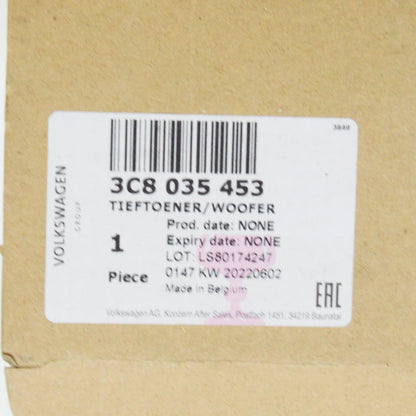 3849
VOLKSWAGEN
GROUP
3C8 035 453
TIEFTOENER/WOOFER
Prod. date: NONE
1
Expiry date: NONE
LOT: LS80174247
Piece
0147 KW 20220602
Made in Belgium
EAC
Volkswagen AG, Konzern After Sales, Postfach 1451, 34219 Baunatal